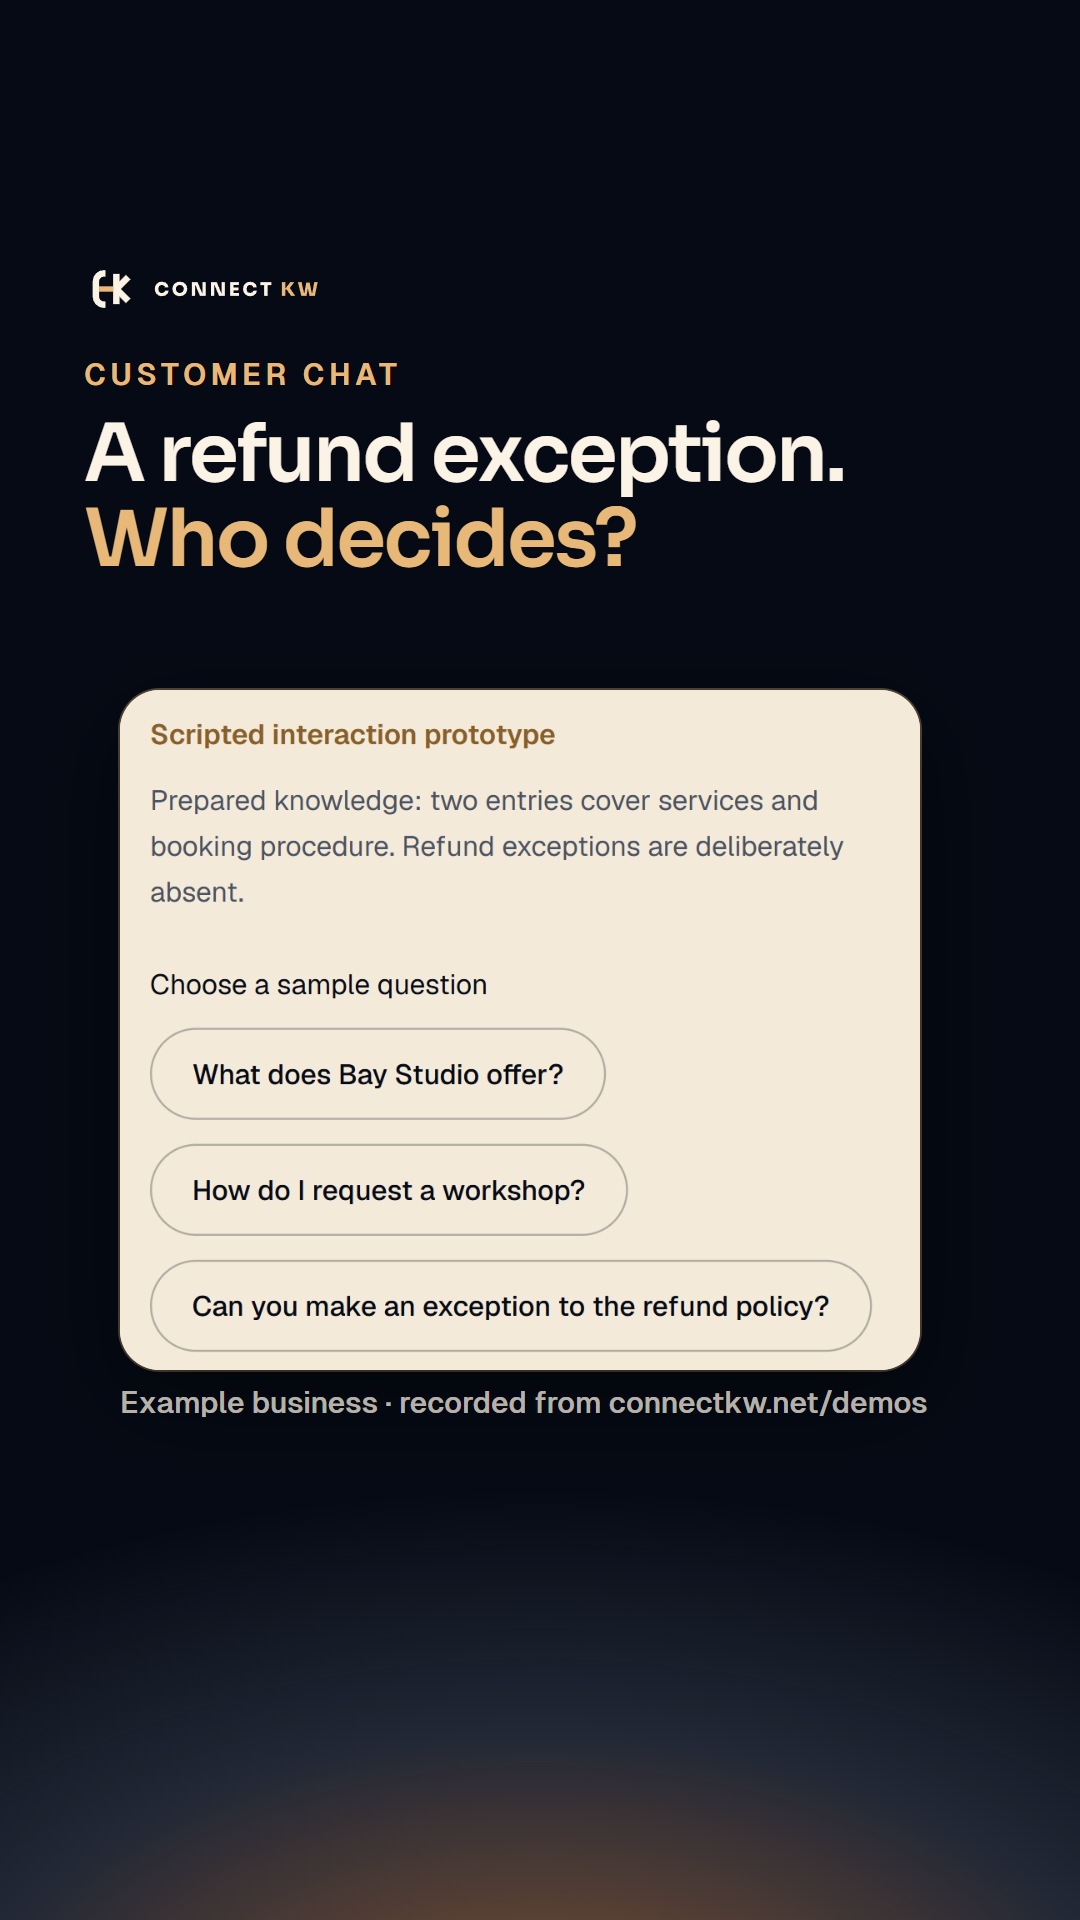 CONNECT KW
CUSTOMER CHAT
A refund exception.
Who decides?
Scripted interaction prototype
Prepared knowledge: two entries cover services and
booking procedure. Refund exceptions are deliberately
absent.
Choose a sample question
What does Bay Studio offer?
How do I request a workshop?
Can you make an exception to the refund policy?
Example business · recorded from connectkw.net/demos